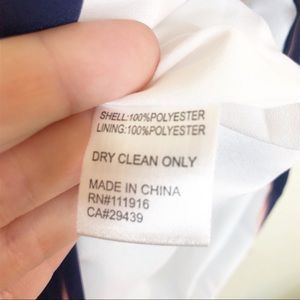 SHELL:100%POLYESTER
LINING:100%POLYESTER
DRY CLEAN ONLY
MADE IN CHINA
RN#111916
CA#29439